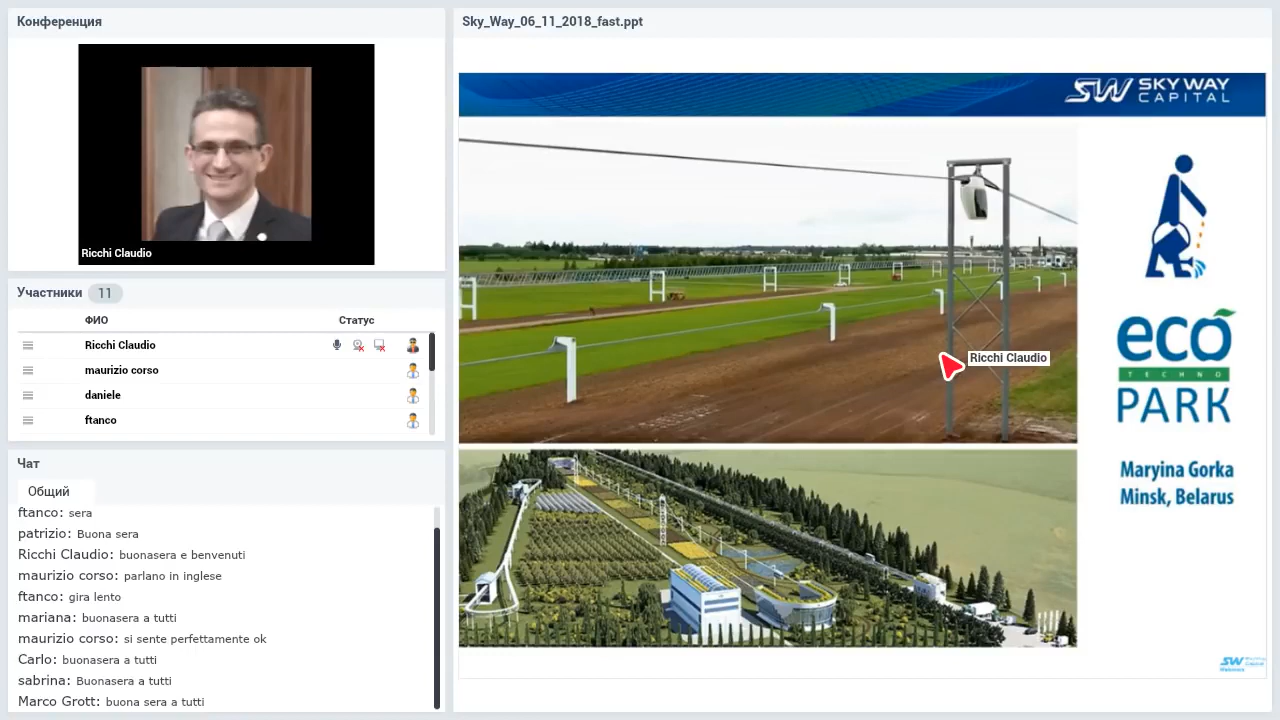 Конференция
Ricchi Claudio
Участники 11
ФИО Статус
Ricchi Claudio
maurizio corso
daniele
ftanco
Чат
Общий
ftanco: sera
patrizio: Buona sera
Ricchi Claudio: buonasera e benvenuti
maurizio corso: parlano in inglese
ftanco: gira lento
mariana: buonasera a tutti
maurizio corso: si sente perfettamente ok
Carlo: buonasera a tutti
sabrina: Buonasera a tutti
Marco Grott: buona sera a tutti
Sky_Way_06_11_2018_fast.ppt
SW SKY WAY
CAPITAL
Ricchi Claudio
eco
TECHNO
PARK
Maryina Gorka
Minsk, Belarus
SW